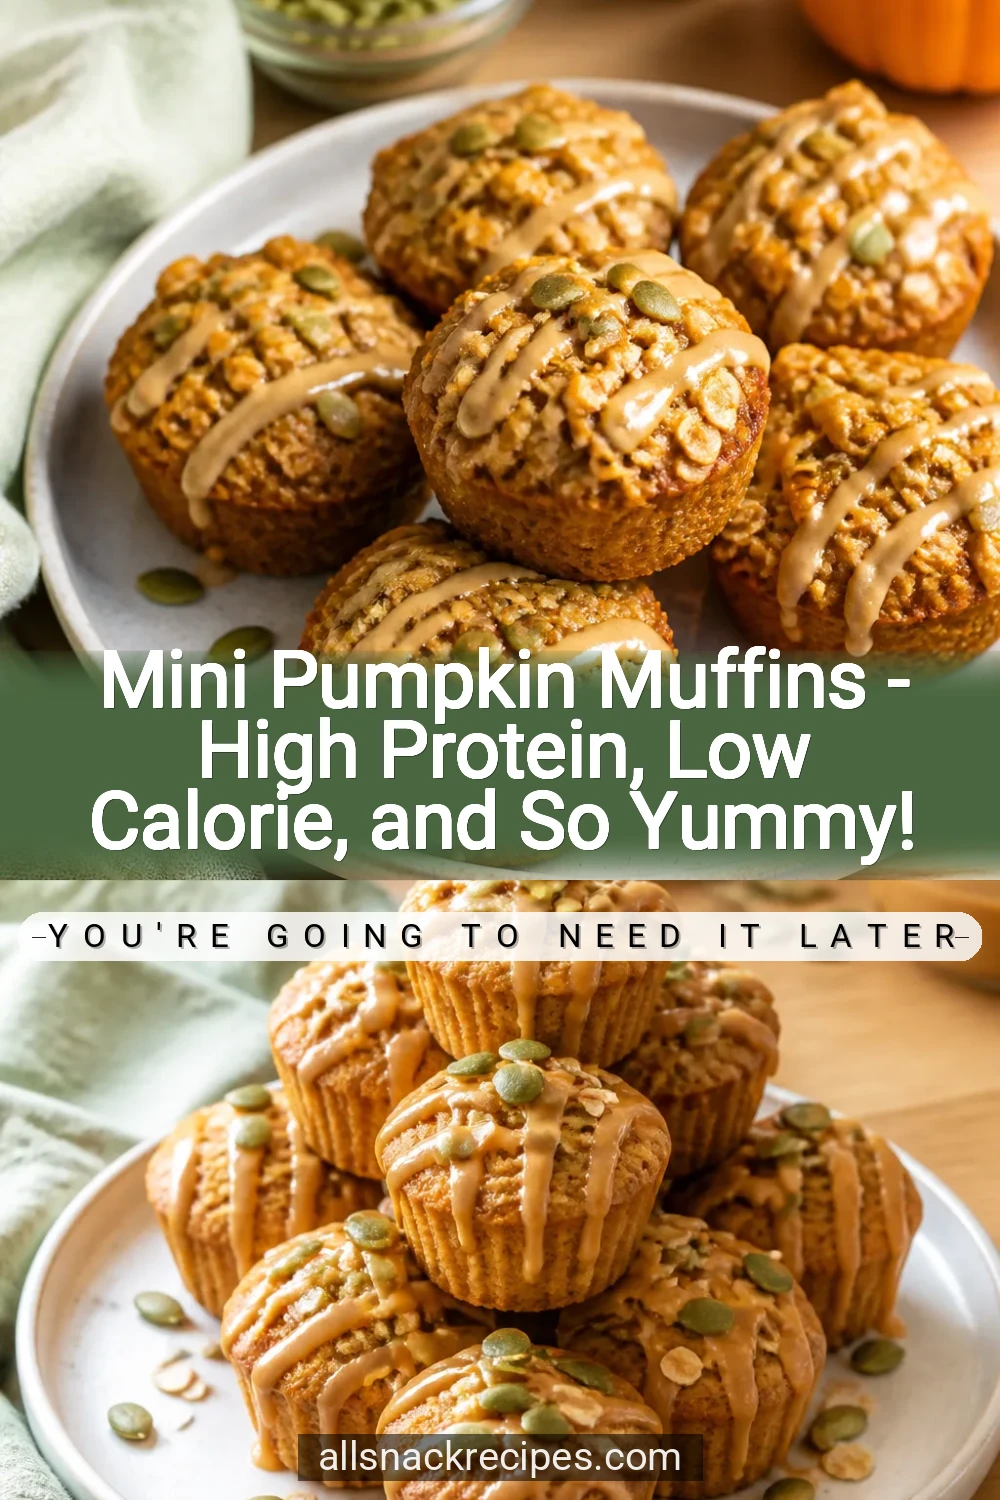 Mini Pumpkin Muffins -
High Protein, Low
Calorie, and So Yummy!
-YOU'RE GOING TO NEED IT LATER-
allsnackrecipes.com